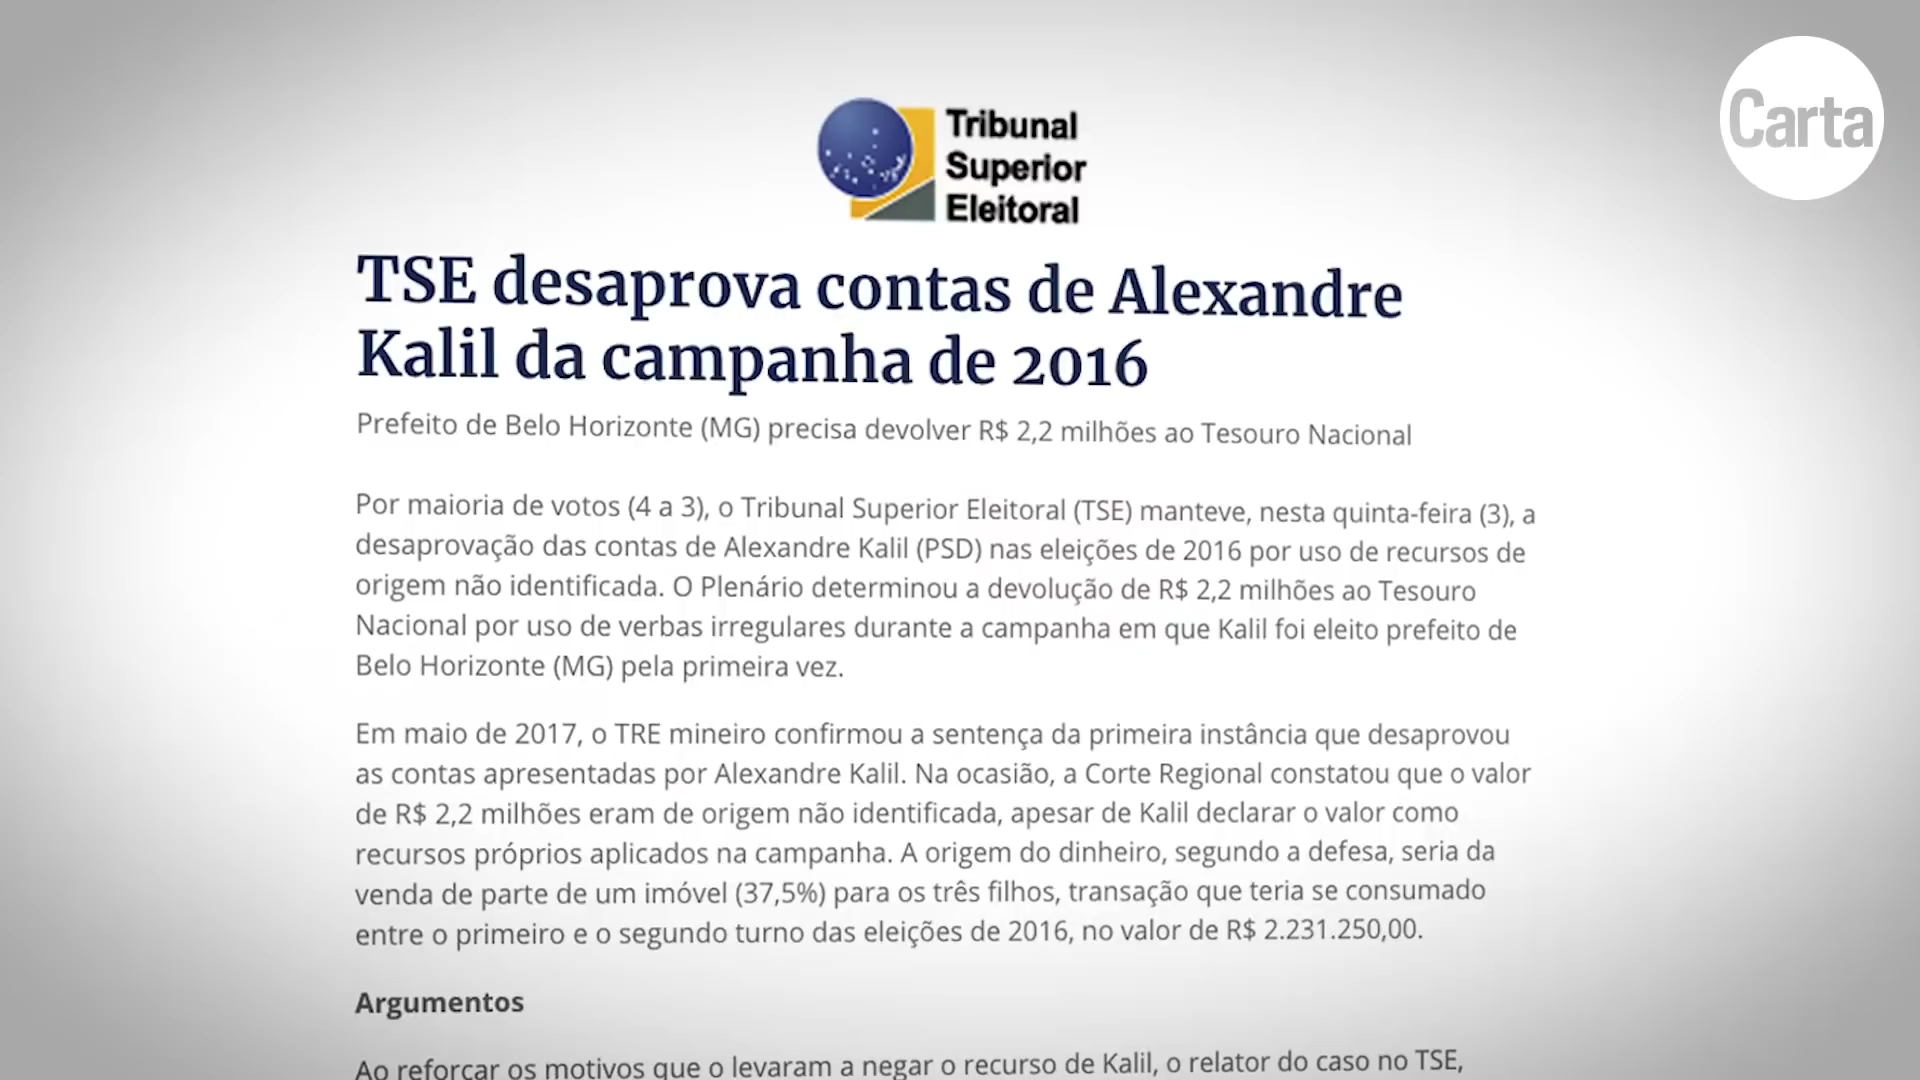 Carta
Tribunal
Superior
Eleitoral
TSE desaprova contas de Alexandre
Kalil da campanha de 2016
Prefeito de Belo Horizonte (MG) precisa devolver R$ 2,2 milhões ao Tesouro Nacional
Por maioria de votos (4 a 3), o Tribunal Superior Eleitoral (TSE) manteve, nesta quinta-feira (3), a
desaprovação das contas de Alexandre Kalil (PSD) nas eleições de 2016 por uso de recursos de
origem não identificada. O Plenário determinou a devolução de R$ 2,2 milhões ao Tesouro
Nacional por uso de verbas irregulares durante a campanha em que Kalil foi eleito prefeito de
Belo Horizonte (MG) pela primeira vez.
Em maio de 2017, o TRE mineiro confirmou a sentença da primeira instância que desaprovou
as contas apresentadas por Alexandre Kalil. Na ocasião, a Corte Regional constatou que o valor
de R$ 2,2 milhões eram de origem não identificada, apesar de Kalil declarar o valor como
recursos próprios aplicados na campanha. A origem do dinheiro, segundo a defesa, seria da
venda de parte de um imóvel (37,5%) para os três filhos, transação que teria se consumado
entre o primeiro e o segundo turno das eleições de 2016, no valor de R$ 2.231.250,00.
Argumentos
Ao reforçar os motivos que o levaram a negar o recurso de Kalil, o relator do caso no TSE,